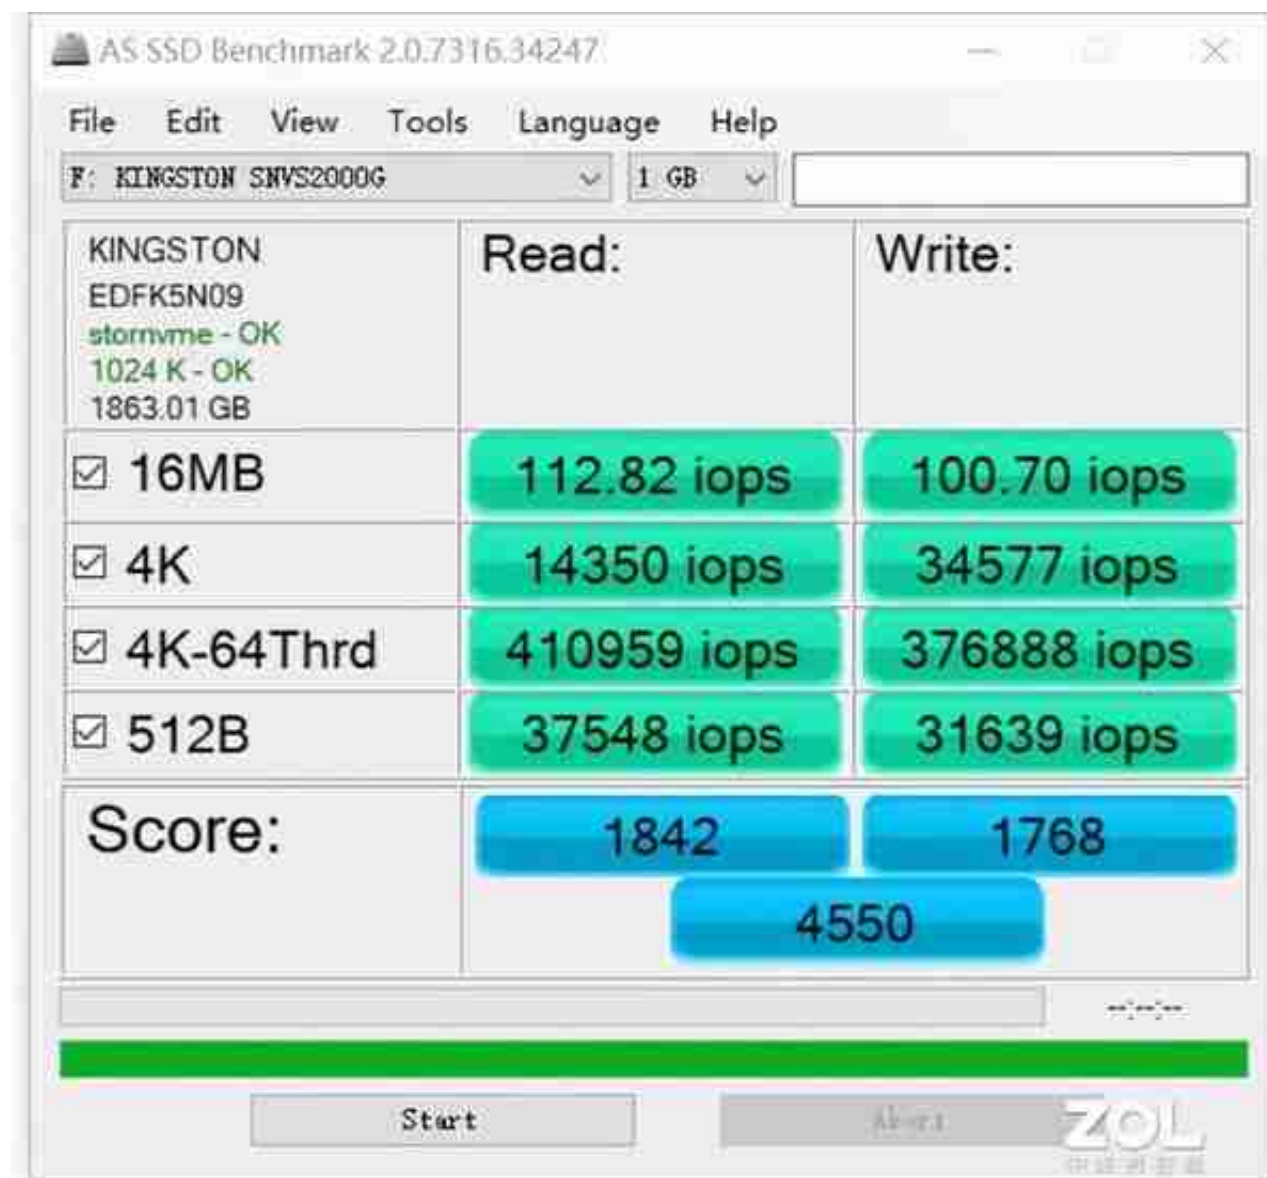 AS SSD Benchmark 2.0.7316.34247
File Edit View Tools Language Help
F: KINGSTON SNVS2000G 1 GB
KINGSTON
EDFK5N09
stornvme - OK
1024 K - OK
1863.01 GB
Read: Write:
16MB 112.82 iops 100.70 iops
4K 14350 iops 34577 iops
4K-64Thrd 410959 iops 376888 iops
512B 37548 iops 31639 iops
Score: 1842 1768
4550
--:--:--
Start Abort
ZOL